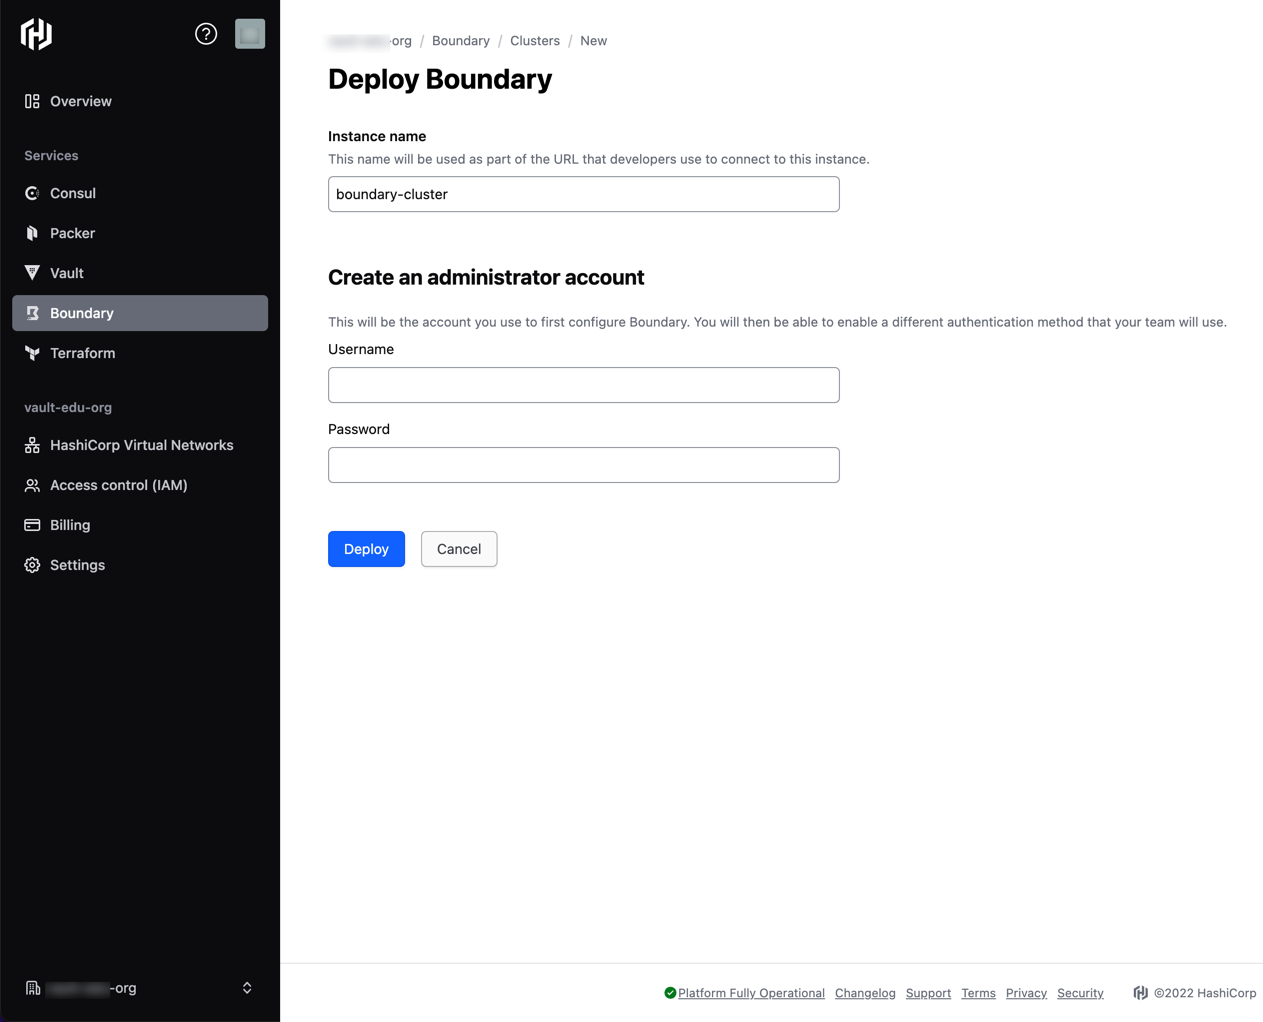 Overview
Services
Consul
Packer
Vault
Boundary
Terraform
vault-edu-org
HashiCorp Virtual Networks
Access control (IAM)
Billing
Settings
-org
-org / Boundary / Clusters / New
Deploy Boundary
Instance name
This name will be used as part of the URL that developers use to connect to this instance.
boundary-cluster
Create an administrator account
This will be the account you use to first configure Boundary. You will then be able to enable a different authentication method that your team will use.
Username
Password
Deploy Cancel
Platform Fully Operational Changelog Support Terms Privacy Security ©2022 HashiCorp